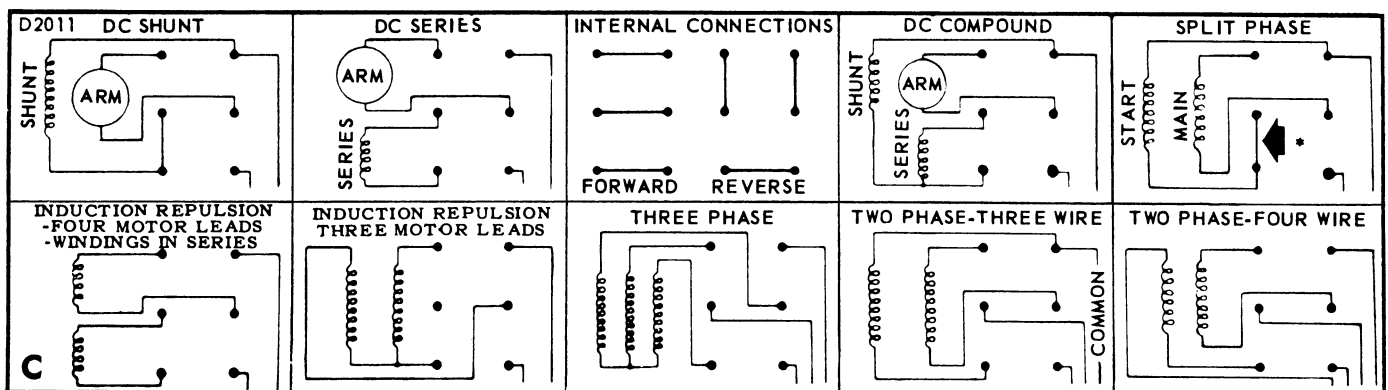 D2011 DC SHUNT
SHUNT
ARM
DC SERIES
ARM
SERIES
INTERNAL CONNECTIONS
FORWARD REVERSE
DC COMPOUND
SHUNT
ARM
SERIES
SPLIT PHASE
START
MAIN
*
INDUCTION REPULSION
-FOUR MOTOR LEADS
-WINDINGS IN SERIES
C
INDUCTION REPULSION
THREE MOTOR LEADS
THREE PHASE
TWO PHASE-THREE WIRE
COMMON
TWO PHASE-FOUR WIRE